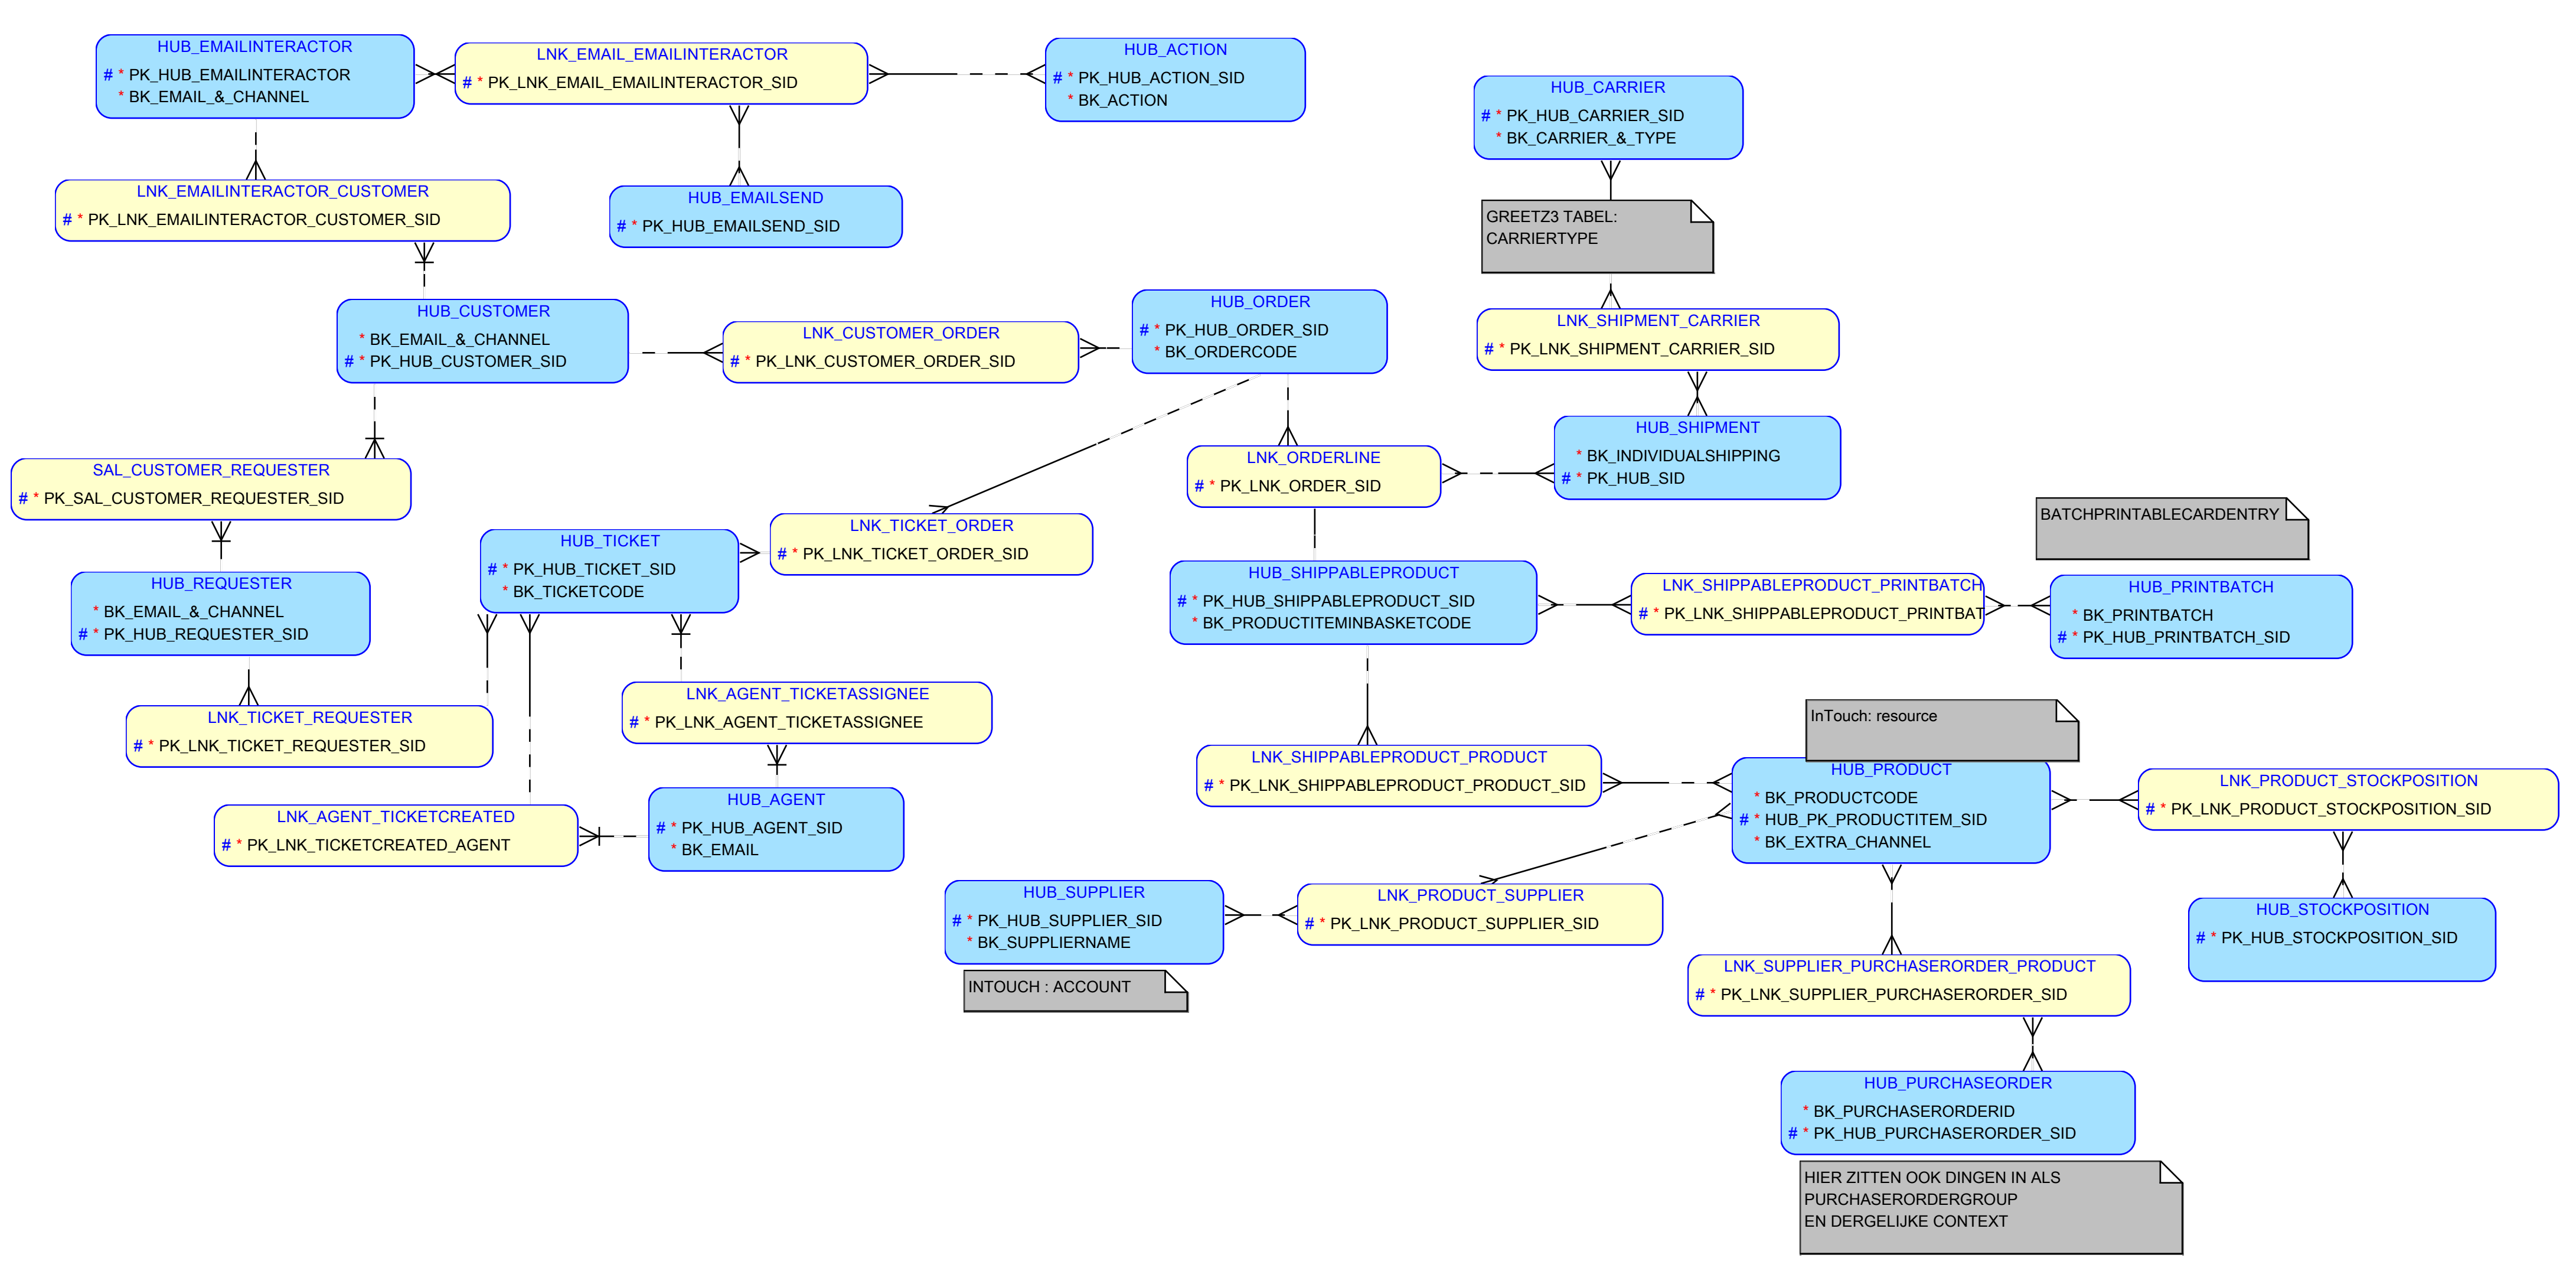 HUB_EMAILINTERACTOR
# * PK_HUB_EMAILINTERACTOR
* BK_EMAIL_&_CHANNEL
LNK_EMAIL_EMAILINTERACTOR
# * PK_LNK_EMAIL_EMAILINTERACTOR_SID
HUB_ACTION
# * PK_HUB_ACTION_SID
* BK_ACTION
HUB_CARRIER
# * PK_HUB_CARRIER_SID
* BK_CARRIER_&_TYPE
LNK_EMAILINTERACTOR_CUSTOMER
# * PK_LNK_EMAILINTERACTOR_CUSTOMER_SID
HUB_EMAILSEND
# * PK_HUB_EMAILSEND_SID
GREETZ3 TABEL:
CARRIERTYPE
HUB_CUSTOMER
* BK_EMAIL_&_CHANNEL
# * PK_HUB_CUSTOMER_SID
LNK_CUSTOMER_ORDER
# * PK_LNK_CUSTOMER_ORDER_SID
HUB_ORDER
# * PK_HUB_ORDER_SID
* BK_ORDERCODE
LNK_SHIPMENT_CARRIER
# * PK_LNK_SHIPMENT_CARRIER_SID
HUB_SHIPMENT
* BK_INDIVIDUALSHIPPING
# * PK_HUB_SID
LNK_ORDERLINE
# * PK_LNK_ORDER_SID
SAL_CUSTOMER_REQUESTER
# * PK_SAL_CUSTOMER_REQUESTER_SID
BATCHPRINTABLECARDENTRY
LNK_TICKET_ORDER
# * PK_LNK_TICKET_ORDER_SID
HUB_TICKET
# * PK_HUB_TICKET_SID
* BK_TICKETCODE
HUB_REQUESTER
* BK_EMAIL_&_CHANNEL
# * PK_HUB_REQUESTER_SID
HUB_SHIPPABLEPRODUCT
# * PK_HUB_SHIPPABLEPRODUCT_SID
* BK_PRODUCTITEMINBASKETCODE
LNK_SHIPPABLEPRODUCT_PRINTBATCH
# * PK_LNK_SHIPPABLEPRODUCT_PRINTBAT
HUB_PRINTBATCH
* BK_PRINTBATCH
# * PK_HUB_PRINTBATCH_SID
LNK_AGENT_TICKETASSIGNEE
# * PK_LNK_AGENT_TICKETASSIGNEE
LNK_TICKET_REQUESTER
# * PK_LNK_TICKET_REQUESTER_SID
InTouch: resource
LNK_SHIPPABLEPRODUCT_PRODUCT
# * PK_LNK_SHIPPABLEPRODUCT_PRODUCT_SID
HUB_PRODUCT
* BK_PRODUCTCODE
# * HUB_PK_PRODUCTITEM_SID
* BK_EXTRA_CHANNEL
LNK_PRODUCT_STOCKPOSITION
# * PK_LNK_PRODUCT_STOCKPOSITION_SID
LNK_AGENT_TICKETCREATED
# * PK_LNK_TICKETCREATED_AGENT
HUB_AGENT
# * PK_HUB_AGENT_SID
* BK_EMAIL
HUB_SUPPLIER
# * PK_HUB_SUPPLIER_SID
* BK_SUPPLIERNAME
LNK_PRODUCT_SUPPLIER
# * PK_LNK_PRODUCT_SUPPLIER_SID
HUB_STOCKPOSITION
# * PK_HUB_STOCKPOSITION_SID
INTOUCH : ACCOUNT
LNK_SUPPLIER_PURCHASERORDER_PRODUCT
# * PK_LNK_SUPPLIER_PURCHASERORDER_SID
HUB_PURCHASEORDER
* BK_PURCHASERORDERID
# * PK_HUB_PURCHASERORDER_SID
HIER ZITTEN OOK DINGEN IN ALS
PURCHASERORDERGROUP
EN DERGELIJKE CONTEXT